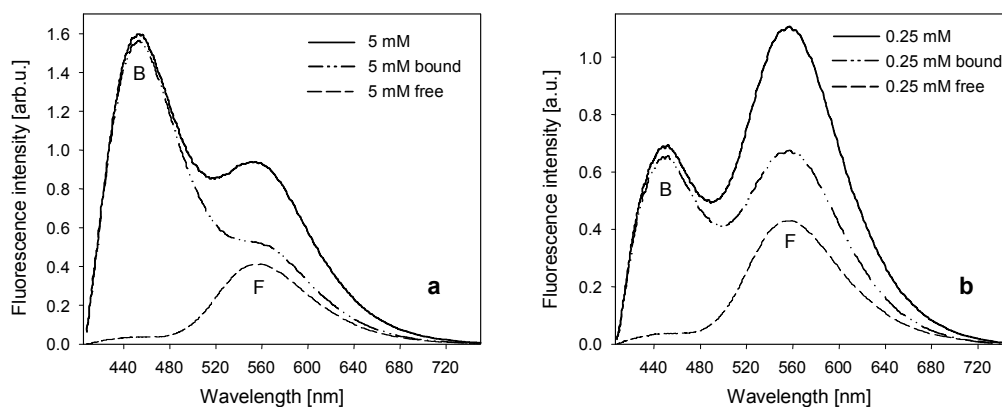 Fluorescence intensity [arb.u.]
1.6
1.4
1.2
1.0
0.8
0.6
0.4
0.2
0.0
B
F
5 mM
5 mM bound
5 mM free
a
440 480 520 560 600 640 680 720
Wavelength [nm]
Fluorescence intensity [a.u.]
1.0
0.8
0.6
0.4
0.2
0.0
B
F
0.25 mM
0.25 mM bound
0.25 mM free
b
440 480 520 560 600 640 680 720
Wavelength [nm]